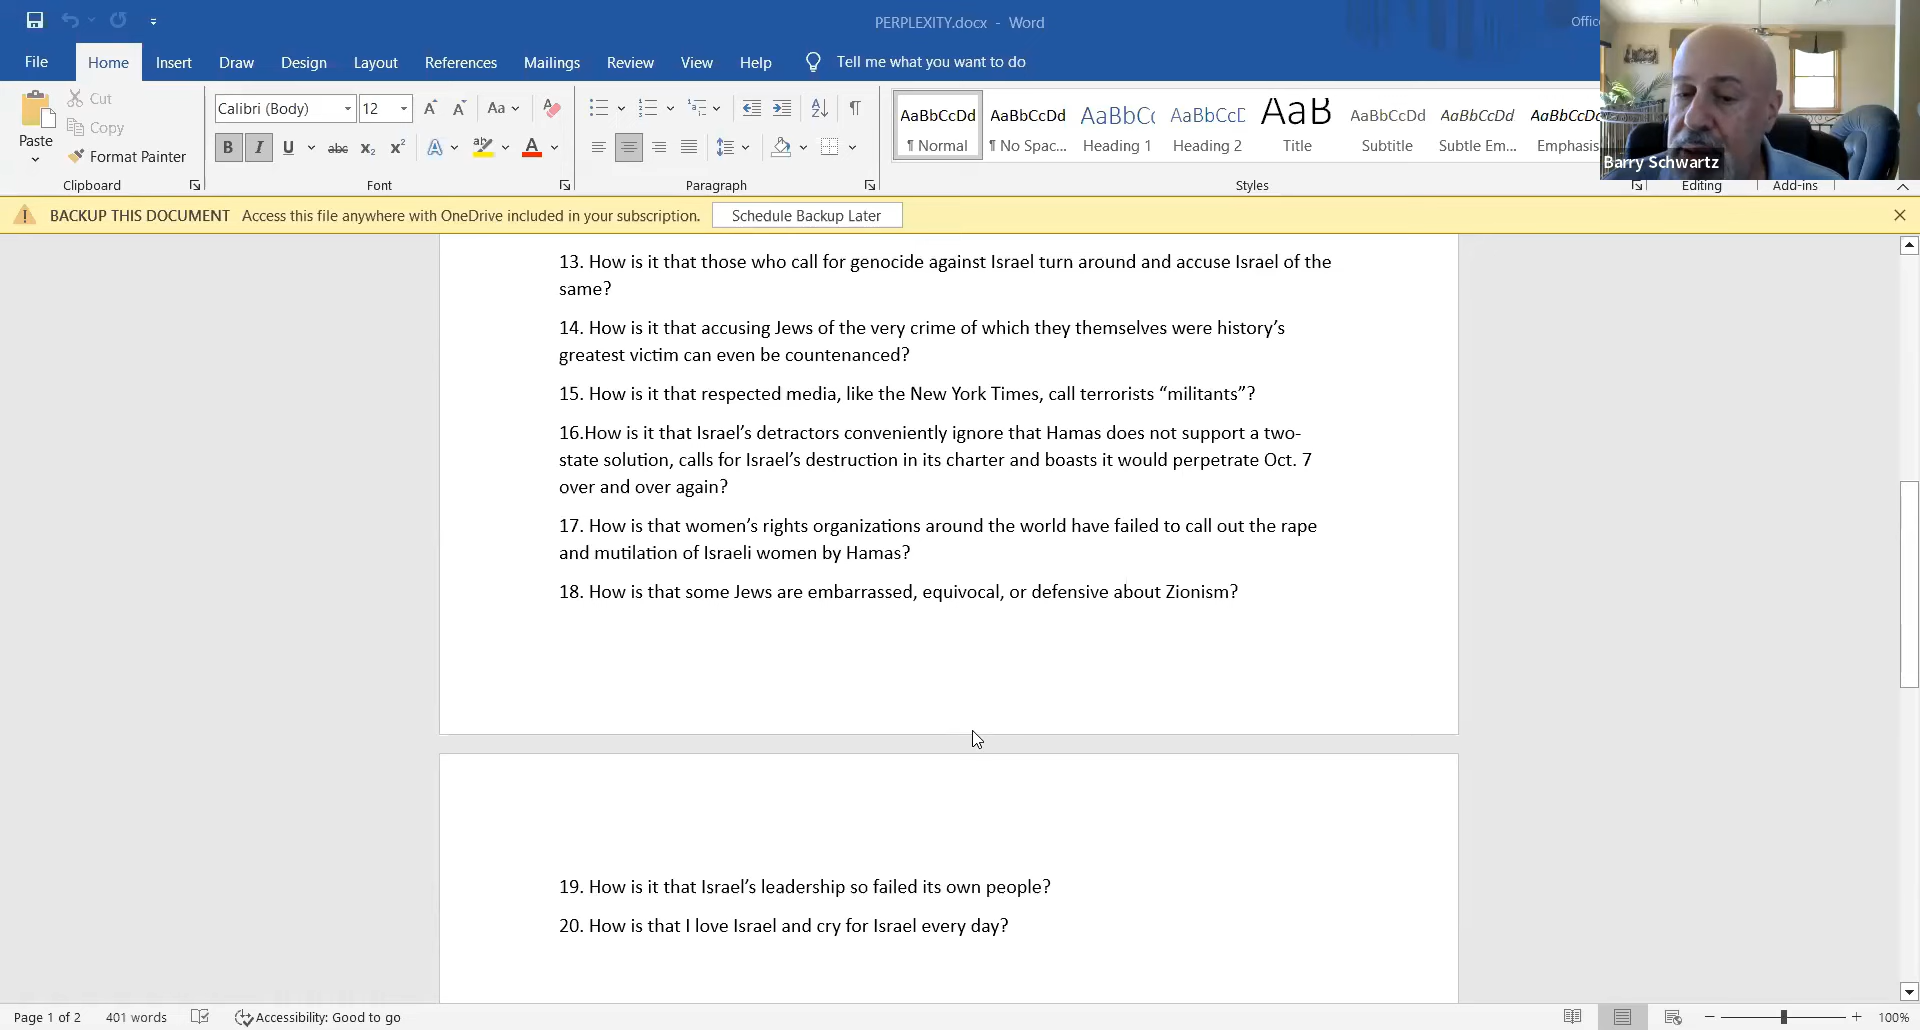 PERPLEXITY.docx - Word
Offic
File Home Insert Draw Design Layout References Mailings Review View Help Tell me what you want to do
Paste
Cut
Copy
Format Painter
Clipboard
Calibri (Body) 12
Font
Paragraph
AaBbCcDd AaBbCcDd AaBbC AaBbCcD AaB AaBbCcDd AaBbCcDd AaBbCcDd
¶ Normal ¶ No Spac... Heading 1 Heading 2 Title Subtitle Subtle Em... Emphasis
Styles
Editing
Add-ins
Barry Schwartz
BACKUP THIS DOCUMENT Access this file anywhere with OneDrive included in your subscription. Schedule Backup Later
13. How is it that those who call for genocide against Israel turn around and accuse Israel of the
same?
14. How is it that accusing Jews of the very crime of which they themselves were history’s
greatest victim can even be countenanced?
15. How is it that respected media, like the New York Times, call terrorists “militants”?
16.How is it that Israel’s detractors conveniently ignore that Hamas does not support a two-
state solution, calls for Israel’s destruction in its charter and boasts it would perpetrate Oct. 7
over and over again?
17. How is that women’s rights organizations around the world have failed to call out the rape
and mutilation of Israeli women by Hamas?
18. How is that some Jews are embarrassed, equivocal, or defensive about Zionism?
19. How is it that Israel’s leadership so failed its own people?
20. How is that I love Israel and cry for Israel every day?
Page 1 of 2 401 words Accessibility: Good to go 100%